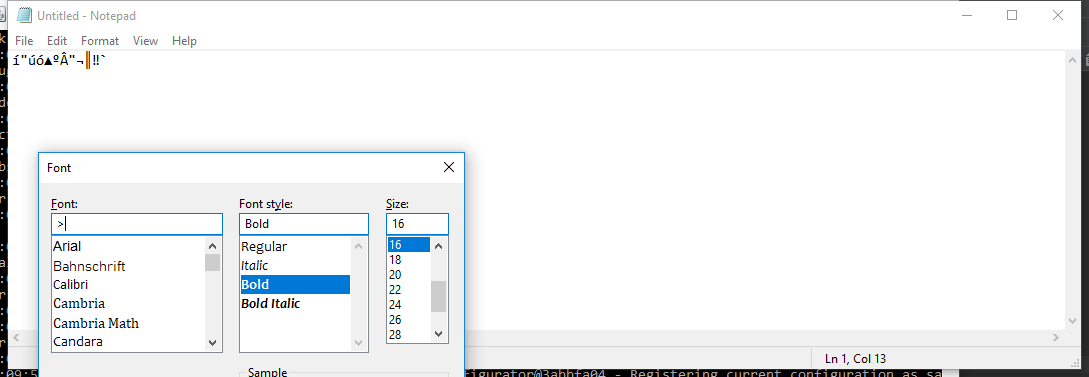 Untitled - Notepad
File Edit Format View Help
í"úó▲ºÂ"¬║‼`
Font
Font: Font style: Size:
> Bold 16
Arial Regular 16
Bahnschrift Italic 18
Calibri Bold 20
Cambria Bold Italic 22
Cambria Math 24
Candara 26
28
Sample
Ln 1, Col 13
:09:5
figurator@3abbfa04 - Registering current configuration as sa